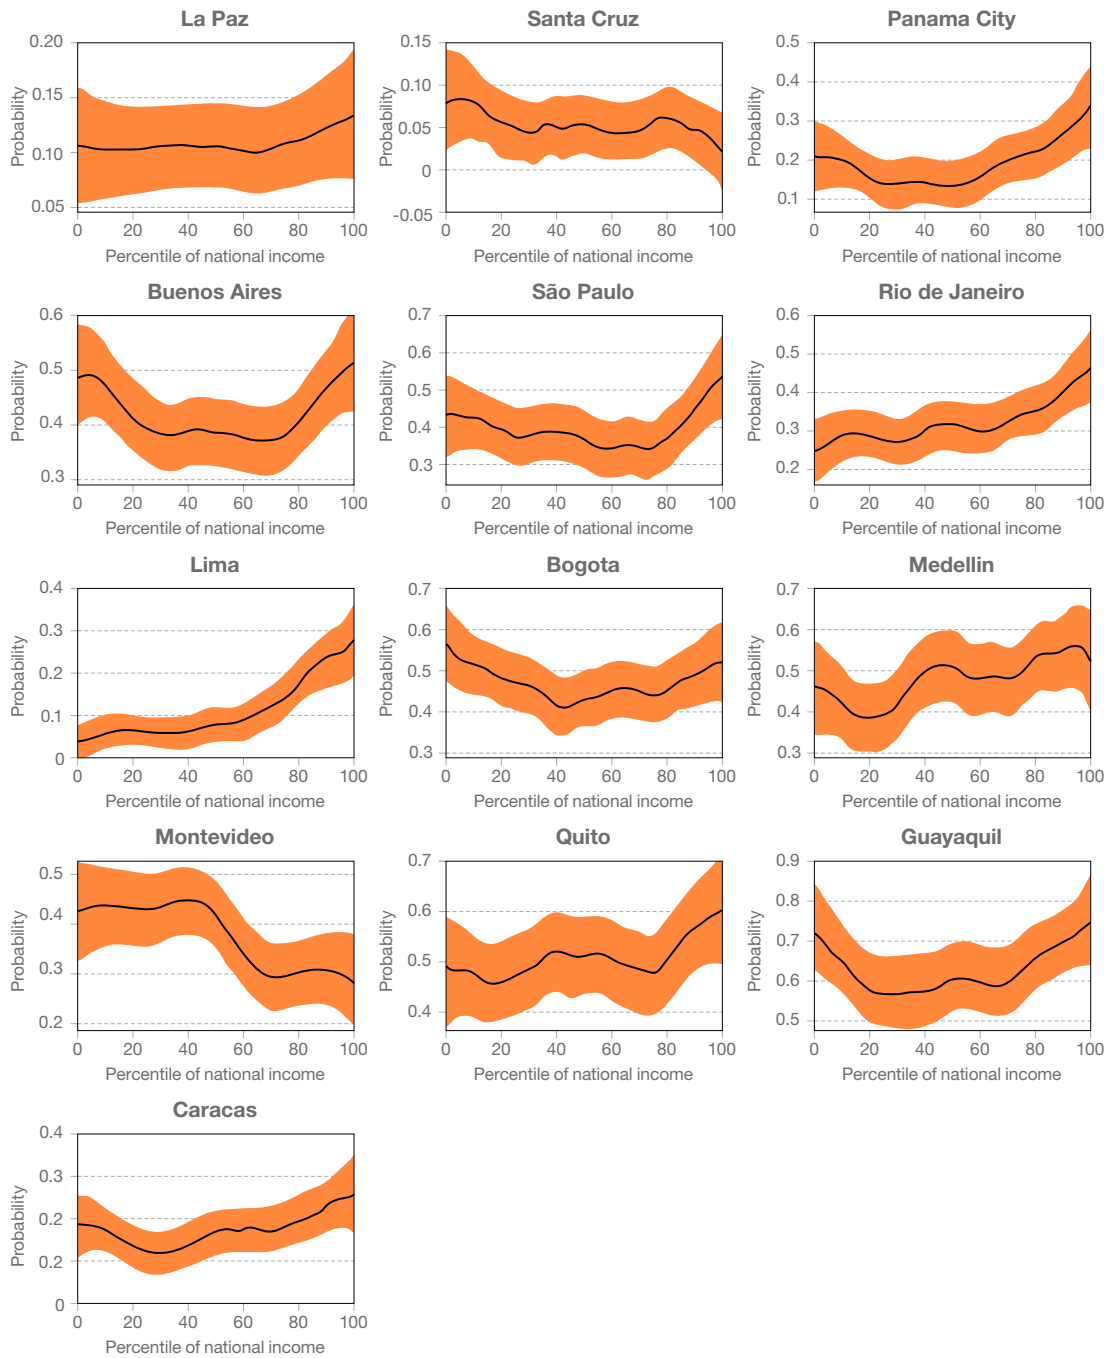 La Paz
0.20
0.15
0.10
0.05
Probability
0 20 40 60 80 100
Percentile of national income
Santa Cruz
0.15
0.10
0.05
0
-0.05
Probability
0 20 40 60 80 100
Percentile of national income
Panama City
0.5
0.4
0.3
0.2
0.1
Probability
0 20 40 60 80 100
Percentile of national income
Buenos Aires
0.6
0.5
0.4
0.3
Probability
0 20 40 60 80 100
Percentile of national income
São Paulo
0.7
0.6
0.5
0.4
0.3
Probability
0 20 40 60 80 100
Percentile of national income
Rio de Janeiro
0.6
0.5
0.4
0.3
0.2
Probability
0 20 40 60 80 100
Percentile of national income
Lima
0.4
0.3
0.2
0.1
0
Probability
0 20 40 60 80 100
Percentile of national income
Bogota
0.7
0.6
0.5
0.4
0.3
Probability
0 20 40 60 80 100
Percentile of national income
Medellin
0.7
0.6
0.5
0.4
0.3
Probability
0 20 40 60 80 100
Percentile of national income
Montevideo
0.5
0.4
0.3
0.2
Probability
0 20 40 60 80 100
Percentile of national income
Quito
0.7
0.6
0.5
0.4
Probability
0 20 40 60 80 100
Percentile of national income
Guayaquil
0.9
0.8
0.7
0.6
0.5
Probability
0 20 40 60 80 100
Percentile of national income
Caracas
0.4
0.3
0.2
0.2
0
Probability
0 20 40 60 80 100
Percentile of national income